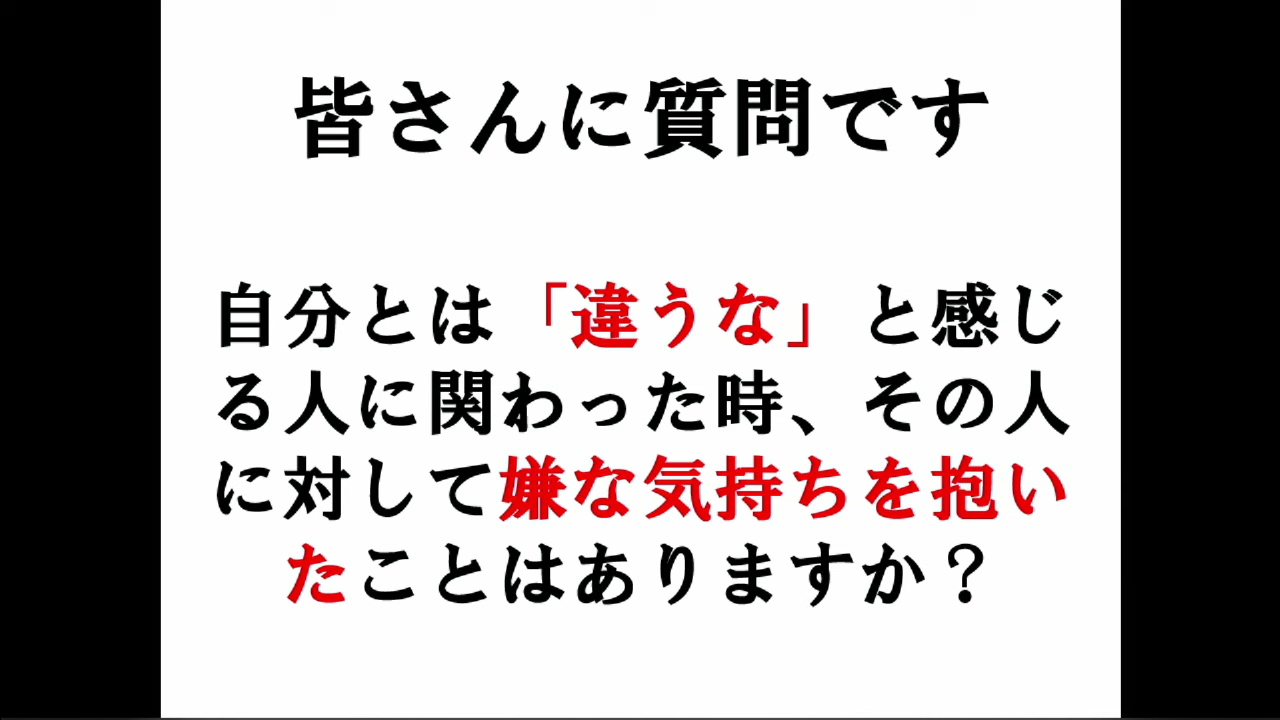 皆さんに質問です
自分とは「違うな」と感じ
る人に関わった時、その人
に対して嫌な気持ちを抱い
たことはありますか？